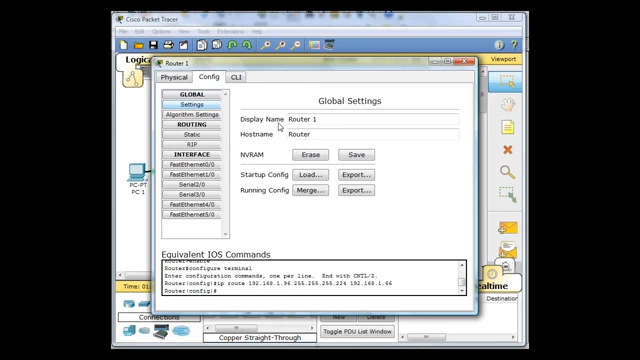 Cisco Packet Tracer
File Edit Options View Tools Extensions Help
Logica
Viewport
Router 1
Physical Config CLI
GLOBAL
Settings
Algorithm Settings
ROUTING
Static
RIP
INTERFACE
FastEthernet0/0
FastEthernet1/0
Serial2/0
Serial3/0
FastEthernet4/0
FastEthernet5/0
Global Settings
Display Name Router 1
Hostname Router
NVRAM Erase Save
Startup Config Load... Export...
Running Config Merge... Export...
Equivalent IOS Commands
Router>enable
Router#configure terminal
Enter configuration commands, one per line. End with CNTL/Z.
Router(config)#ip route 192.168.1.96 255.255.255.224 192.168.1.66
Router(config)#
PC-PT
PC 1
Time: 01:
Realtime
Connections
Copper Straight-Through
New Delete
Toggle PDU List Window
Destination